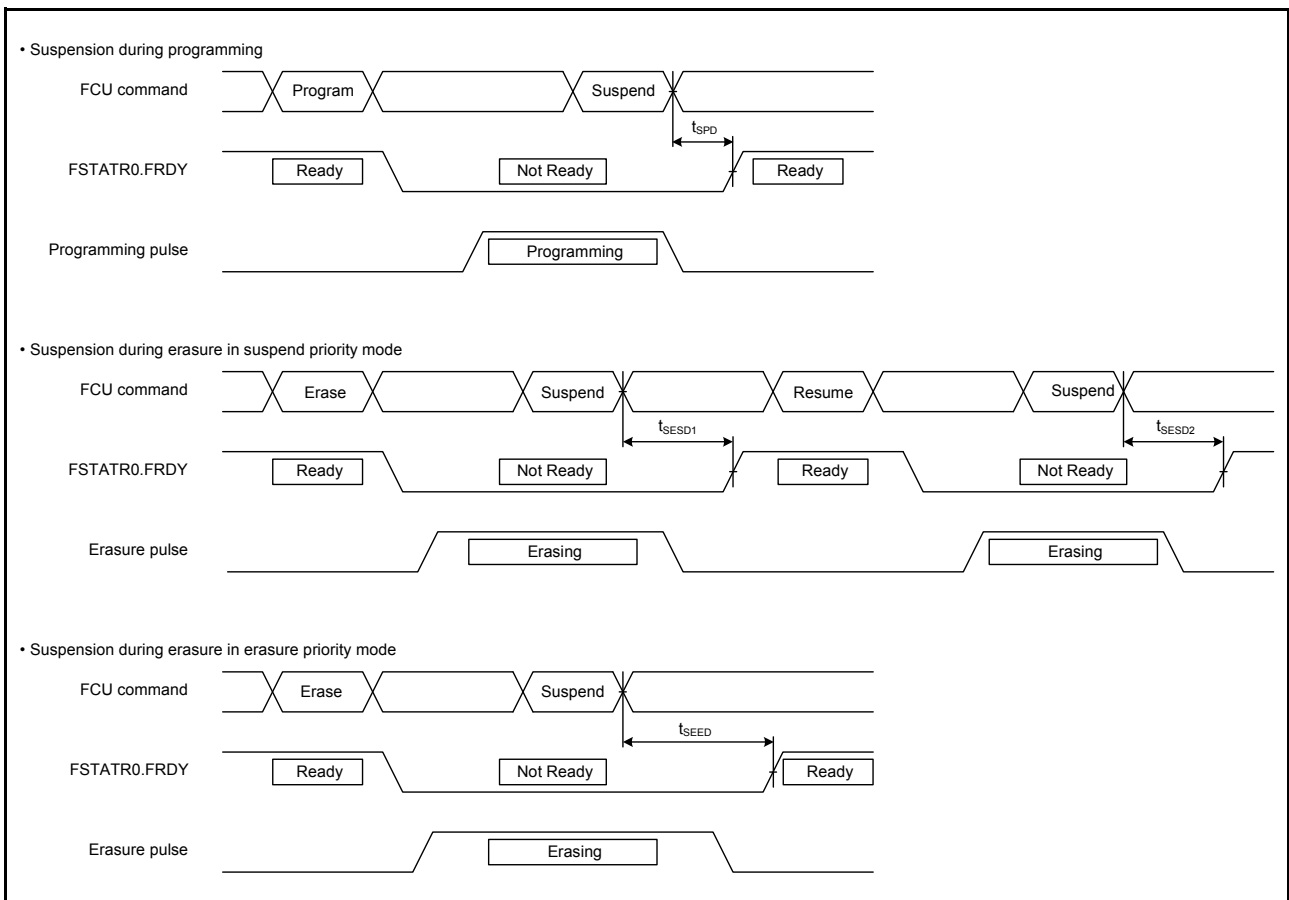 • Suspension during programming
FCU command
Program
Suspend
tSPD
FSTATR0.FRDY
Ready
Not Ready
Ready
Programming pulse
Programming
• Suspension during erasure in suspend priority mode
FCU command
Erase
Suspend
Resume
Suspend
tSESD1
tSESD2
FSTATR0.FRDY
Ready
Not Ready
Ready
Not Ready
Erasure pulse
Erasing
Erasing
• Suspension during erasure in erasure priority mode
FCU command
Erase
Suspend
tSEED
FSTATR0.FRDY
Ready
Not Ready
Ready
Erasure pulse
Erasing